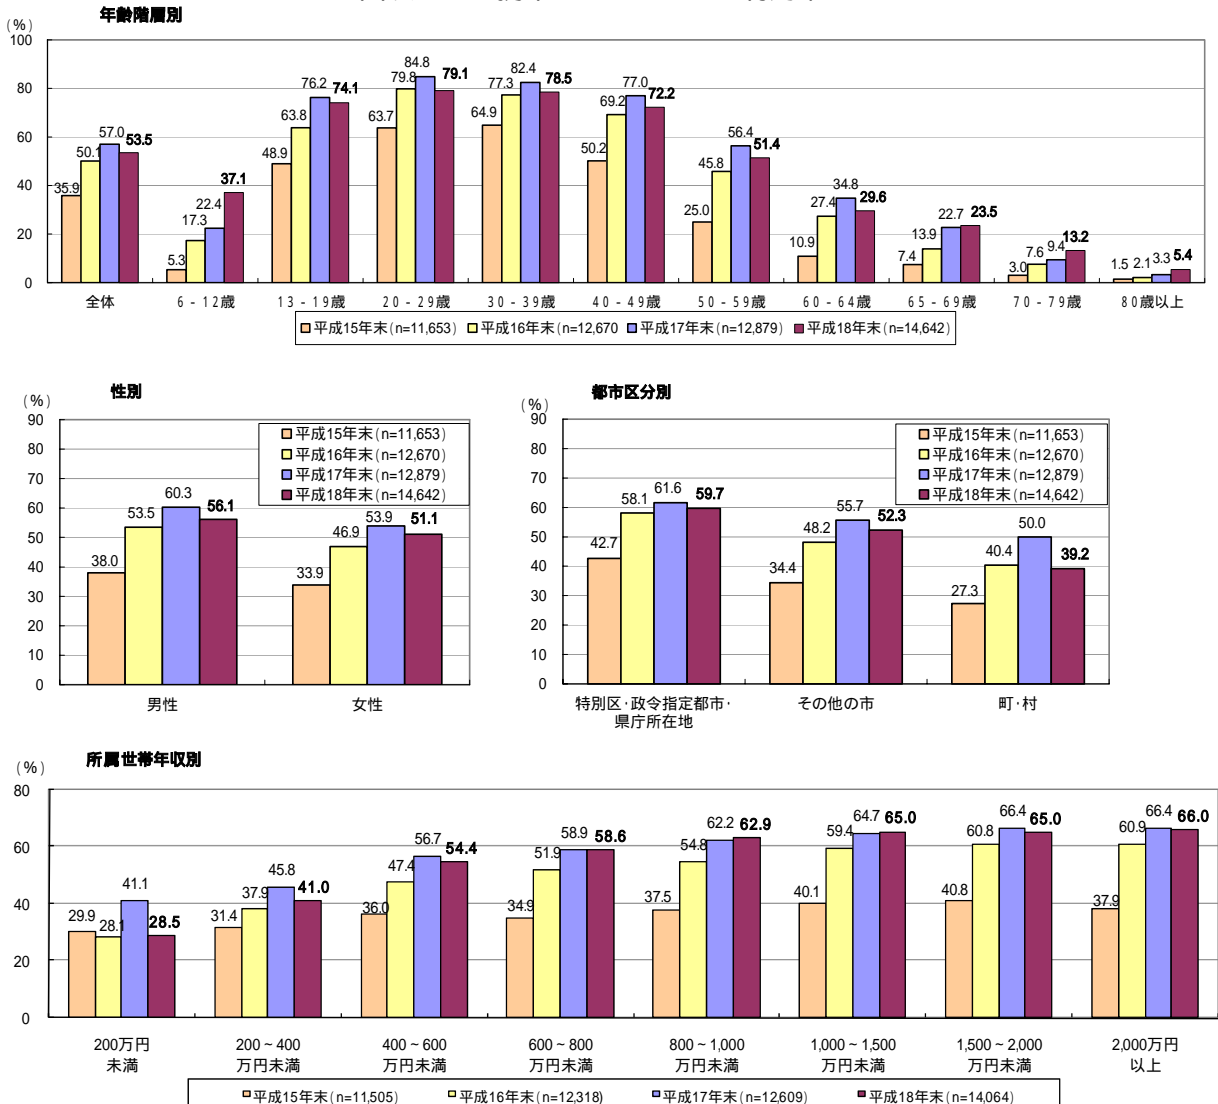 年齢階層別
(%)
100
80
60
40
20
0
35.9 50.1 57.0 53.5
5.3 17.3 22.4 37.1
48.9 63.8 76.2 74.1
63.7 79.8 84.8 79.1
64.9 77.3 82.4 78.5
50.2 69.2 77.0 72.2
25.0 45.8 56.4 51.4
10.9 27.4 34.8 29.6
7.4 13.9 22.7 23.5
3.0 7.6 9.4 13.2
1.5 2.1 3.3 5.4
全体 6-12歳 13-19歳 20-29歳 30-39歳 40-49歳 50-59歳 60-64歳 65-69歳 70-79歳 80歳以上
平成15年末(n=11,653) 平成16年末(n=12,670 平成17年末(n=12,879) 平成18年末(n=14,642)
性別
(%)
90
80
70
60
50
40
30
20
10
0
平成15年末(n=11,653)
平成16年末(n=12,670)
平成17年末(n=12,879)
平成18年末(n=14,642)
38.0 53.5 60.3 56.1
33.9 46.9 53.9 51.1
男性 女性
都市区分別
(%)
90
80
70
60
50
40
30
20
10
0
平成15年末(n=11,653)
平成16年末(n=12,670)
平成17年末(n=12,879)
平成18年末(n=14,642)
42.7 58.1 61.6 59.7
34.4 48.2 55.7 52.3
27.3 40.4 50.0 39.2
特別区·政令指定都市·
県庁所在地
その他の市
町·村
所属世帯年収別
(%)
80
60
40
20
0
29.9 28.1 41.1 28.5
31.4 37.9 45.8 41.0
36.0 47.4 56.7 54.4
34.9 51.9 58.9 58.6
37.5 54.8 62.2 62.9
40.1 59.4 64.7 65.0
40.8 60.8 66.4 65.0
37.9 60.9 66.4 66.0
200万円
未満
200~400
万円未満
400~600
万円未満
600~800
万円未満
800~1,000
万円未満
1,000~1,500
万円未満
1,500~2,000
万円未満
2,000万円
以上
平成15年末(n=11,505) 平成16年末(n=12,318) 平成17年末(n=12,609) 平成18年末(n=14,064)